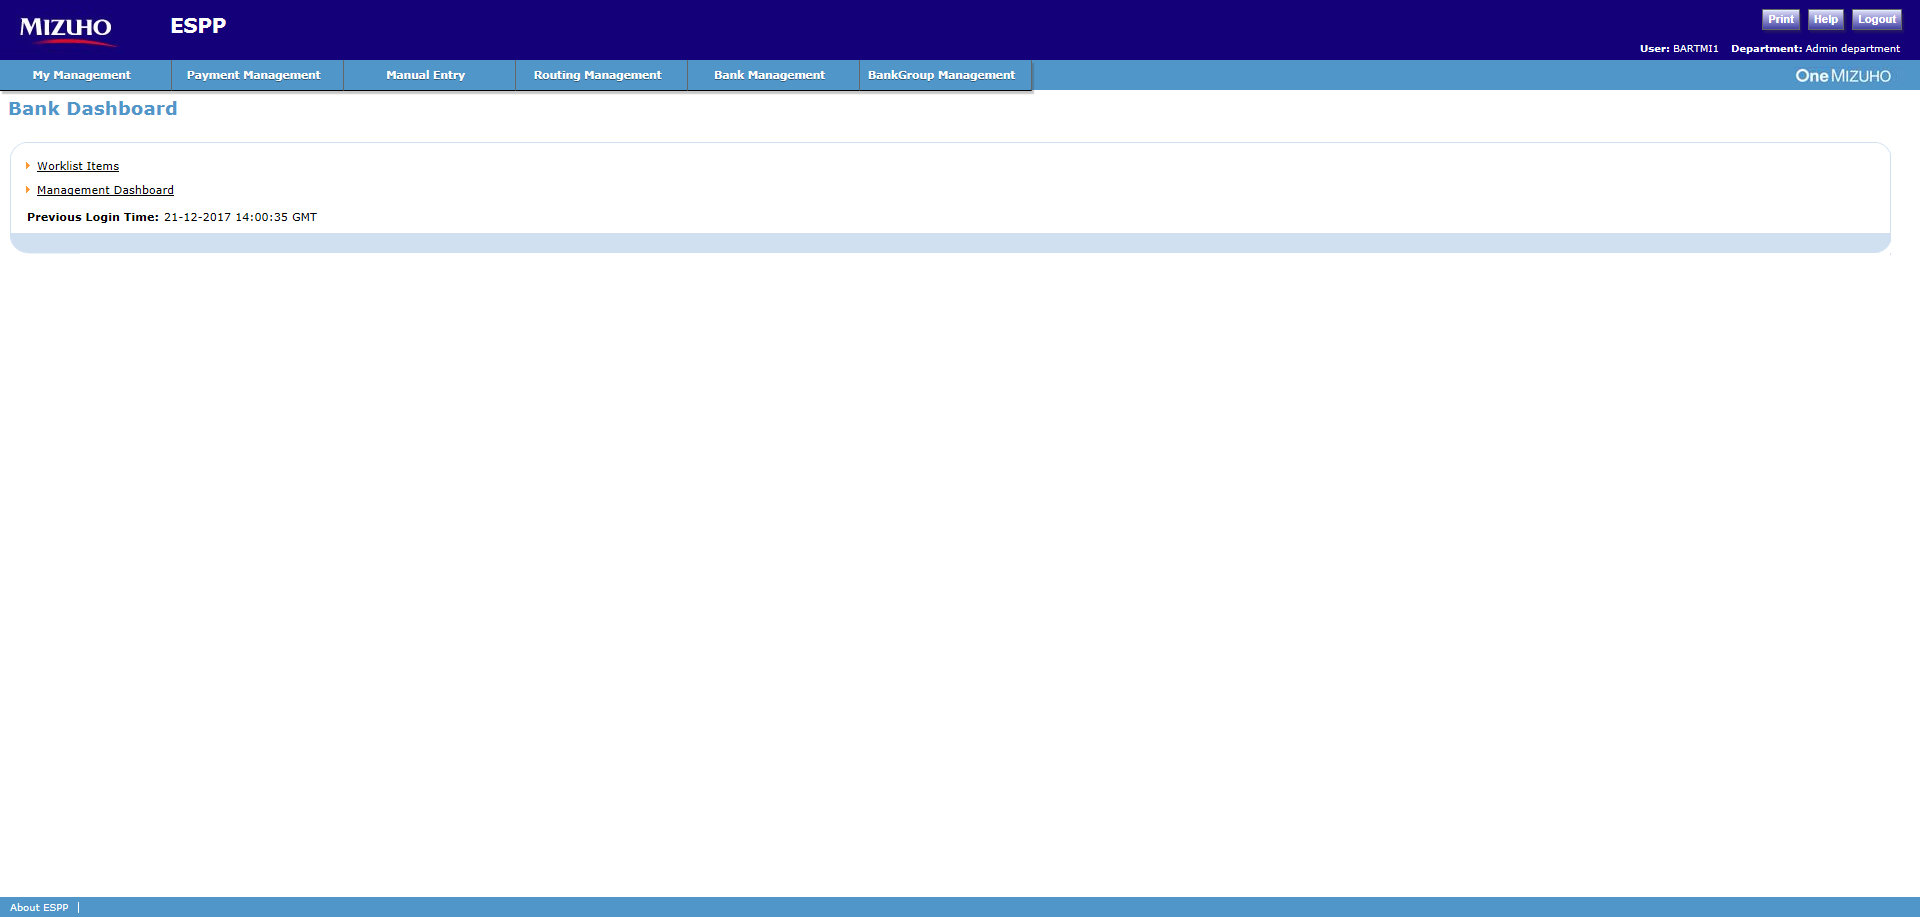 MIZUHO ESPP Print Help Logout
User: BARTMI1 Department: Admin department
My Management Payment Management Manual Entry Routing Management Bank Management BankGroup Management One MIZUHO
Bank Dashboard
Worklist Items
Management Dashboard
Previous Login Time: 21-12-2017 14:00:35 GMT
About ESPP |